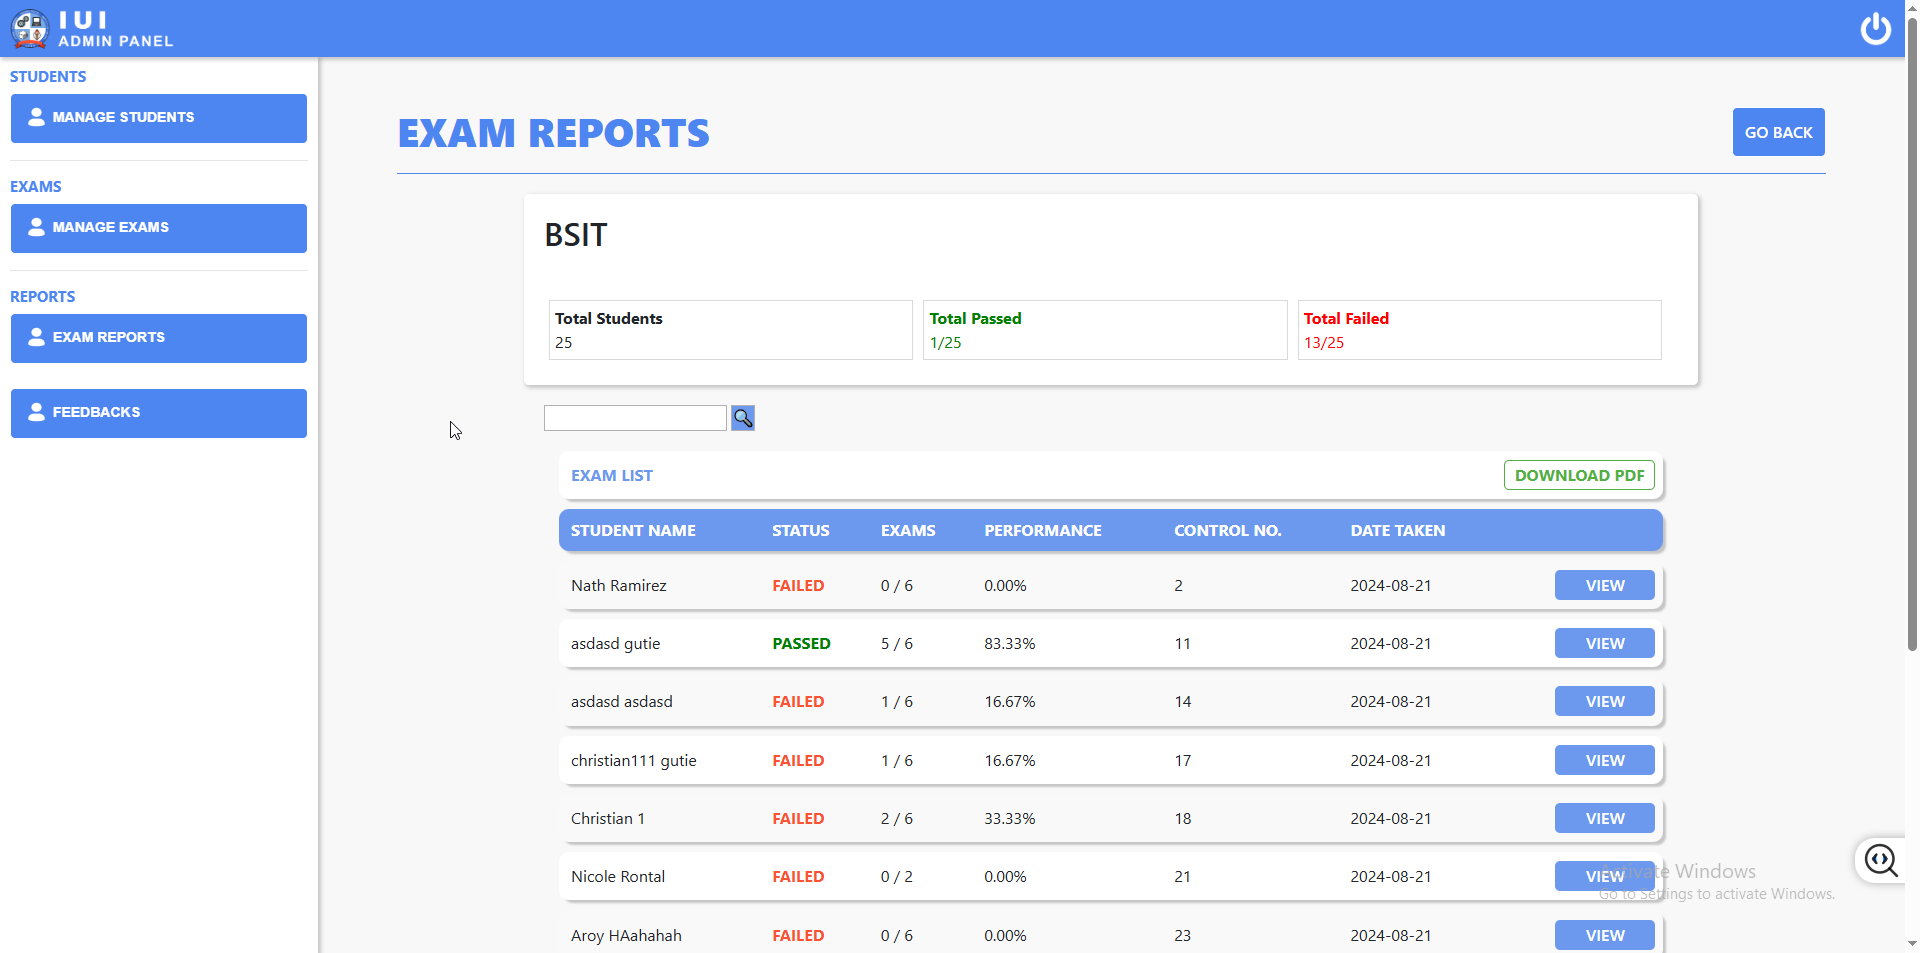 IUI
ADMIN PANEL
STUDENTS
MANAGE STUDENTS
EXAMS
MANAGE EXAMS
REPORTS
EXAM REPORTS
FEEDBACKS
EXAM REPORTS
GO BACK
BSIT
Total Students
25
Total Passed
1/25
Total Failed
13/25
EXAM LIST
DOWNLOAD PDF
STUDENT NAME STATUS EXAMS PERFORMANCE CONTROL NO. DATE TAKEN
Nath Ramirez FAILED 0 / 6 0.00% 2 2024-08-21 VIEW
asdasd gutie PASSED 5 / 6 83.33% 11 2024-08-21 VIEW
asdasd asdasd FAILED 1 / 6 16.67% 14 2024-08-21 VIEW
christian111 gutie FAILED 1 / 6 16.67% 17 2024-08-21 VIEW
Christian 1 FAILED 2 / 6 33.33% 18 2024-08-21 VIEW
Nicole Rontal FAILED 0 / 2 0.00% 21 2024-08-21 VIEW
Activate Windows
Go to Settings to activate Windows.
Aroy HAahahah FAILED 0 / 6 0.00% 23 2024-08-21 VIEW